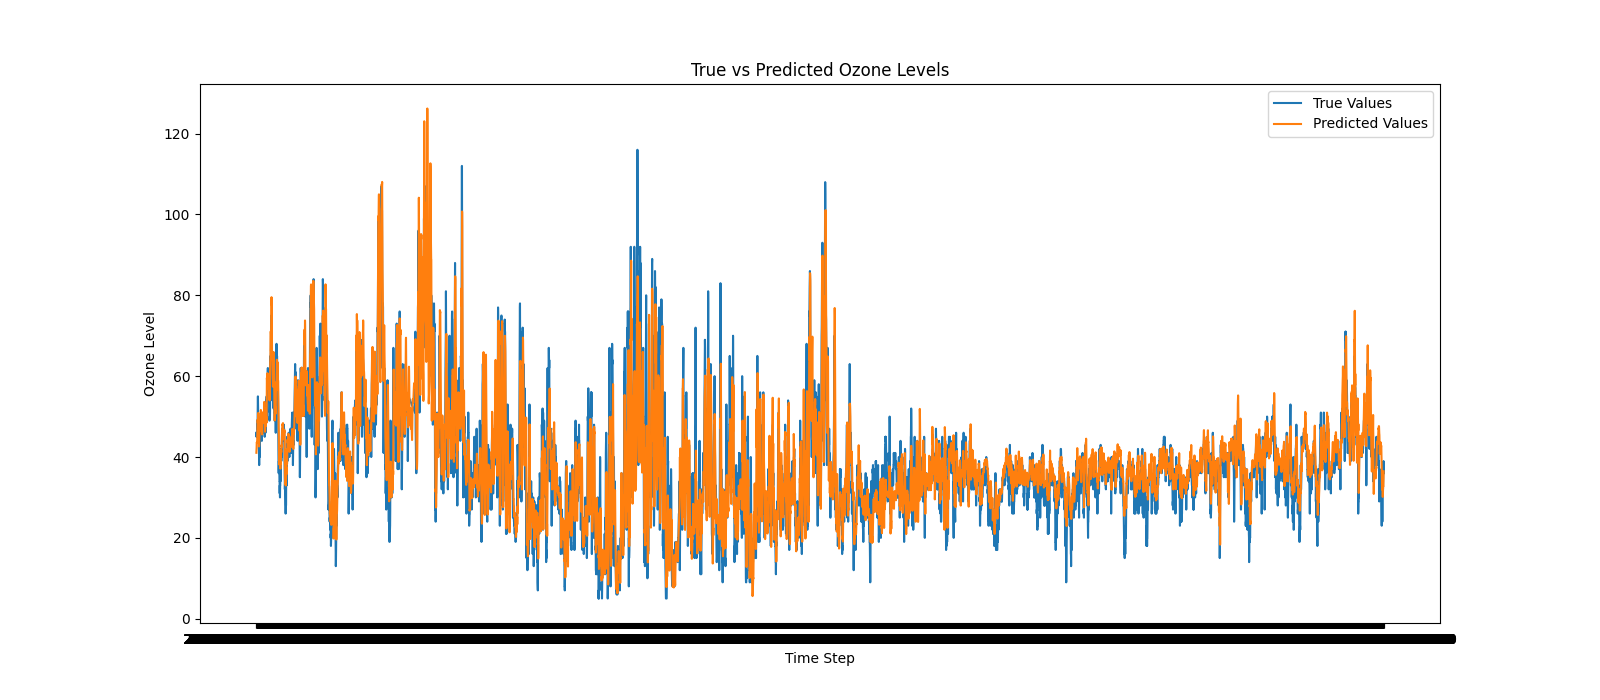 True vs Predicted Ozone Levels
True Values
Predicted Values
120
100
80
60
40
20
0
Ozone Level
Time Step